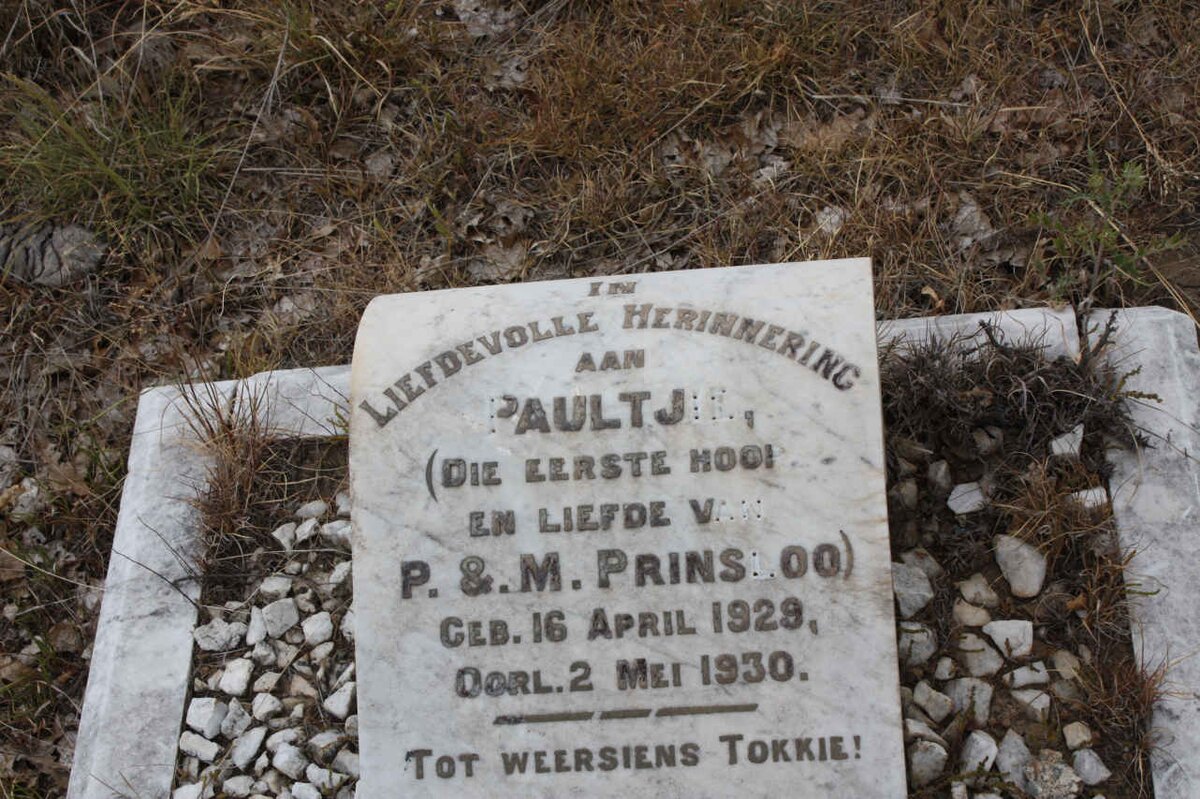 IN
LIEFDEVOLLE HERINNERING
AAN
PAULTJIE,
(DIE EERSTE HOOP
EN LIEFDE VAN
P. & M. PRINSLOO)
GEB. 16 APRIL 1929,
OORL. 2 MEI 1930.
TOT WEERSIENS TOKKIE!